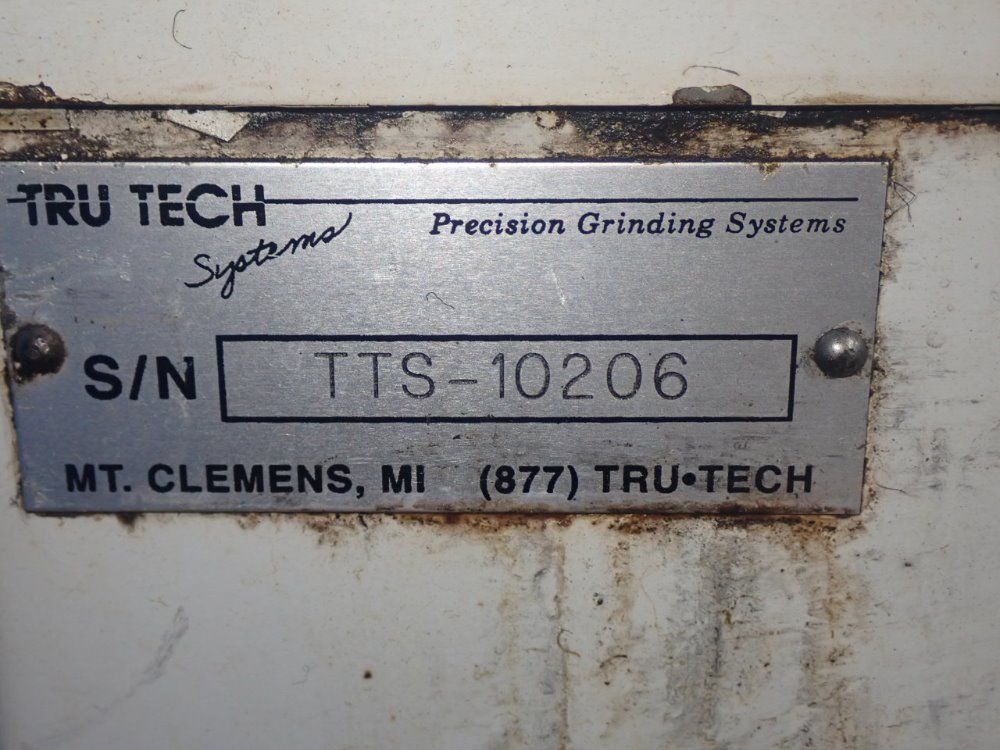 TRU TECH
Systems
Precision Grinding Systems
S/N TTS-10206
MT. CLEMENS, MI (877) TRU•TECH